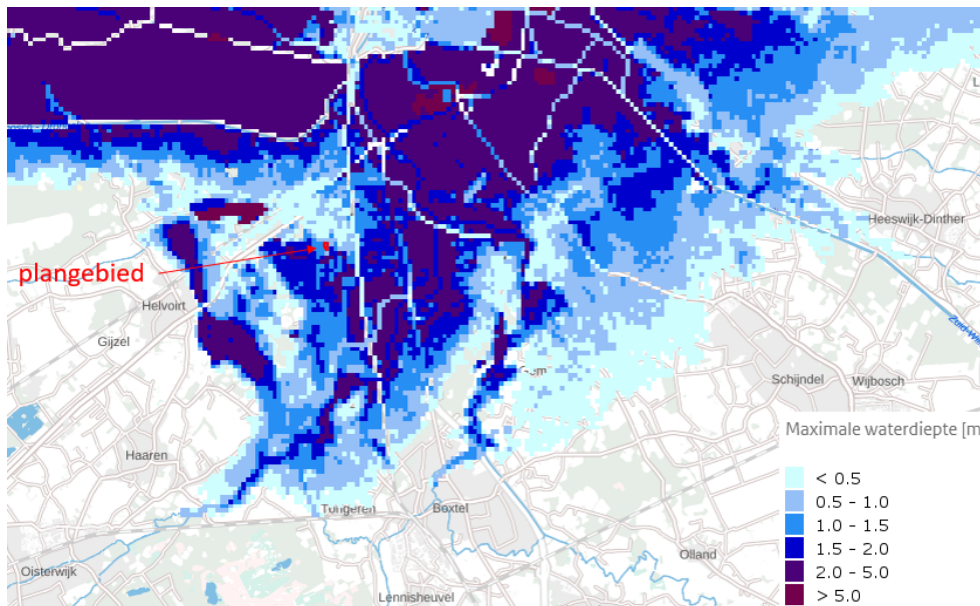 Heeswijk-Dinther
plangebied
Helvoirt
Gijzel
Schijndel
Wijbosch
Maximale waterdiepte [m
Haaren
< 0.5
0.5 - 1.0
Tongeren
Boxtel
1.0 - 1.5
1.5 - 2.0
Olland
Oisterwijk
2.0 - 5.0
Lennisheuvel
> 5.0